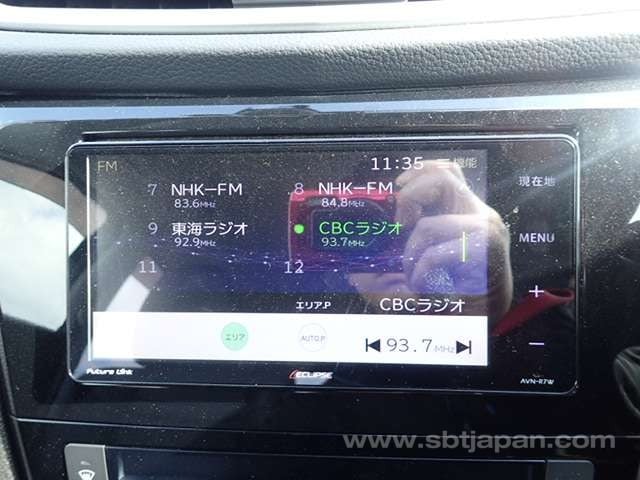 FM 11:35 機能
7 NHK-FM 83.6MHz 8 NHK-FM 84.8MHz
9 東海ラジオ 92.9MHz CBCラジオ 93.7MHz
11 12
エリア.P CBCラジオ
エリア AUTO.P 93.7MHz
現在地
MENU
+
-
Future Link ECLIPSE AVN-R7W
www.sbtjapan.com